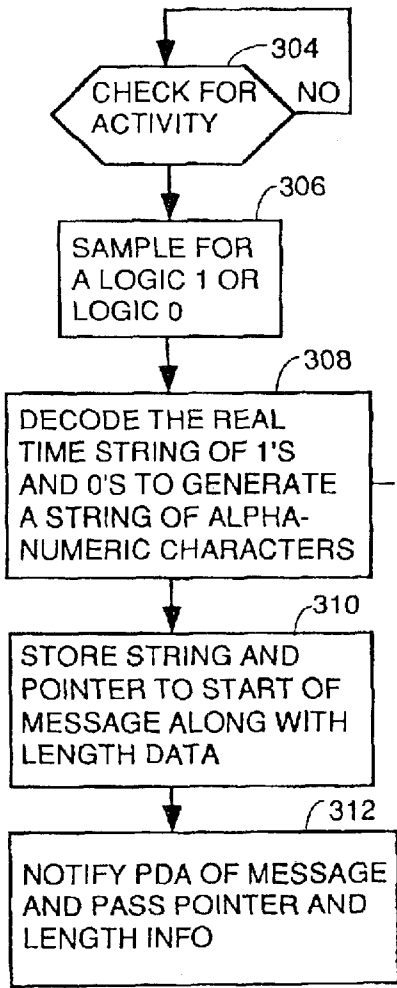 304
CHECK FOR NO
ACTIVITY
306
SAMPLE FOR
A LOGIC 1 OR
LOGIC 0
308
DECODE THE REAL
TIME STRING OF 1'S
AND 0'S TO GENERATE
A STRING OF ALPHA-
NUMERIC CHARACTERS
310
STORE STRING AND
POINTER TO START OF
MESSAGE ALONG WITH
LENGTH DATA
312
NOTIFY PDA OF MESSAGE
AND PASS POINTER AND
LENGTH INFO